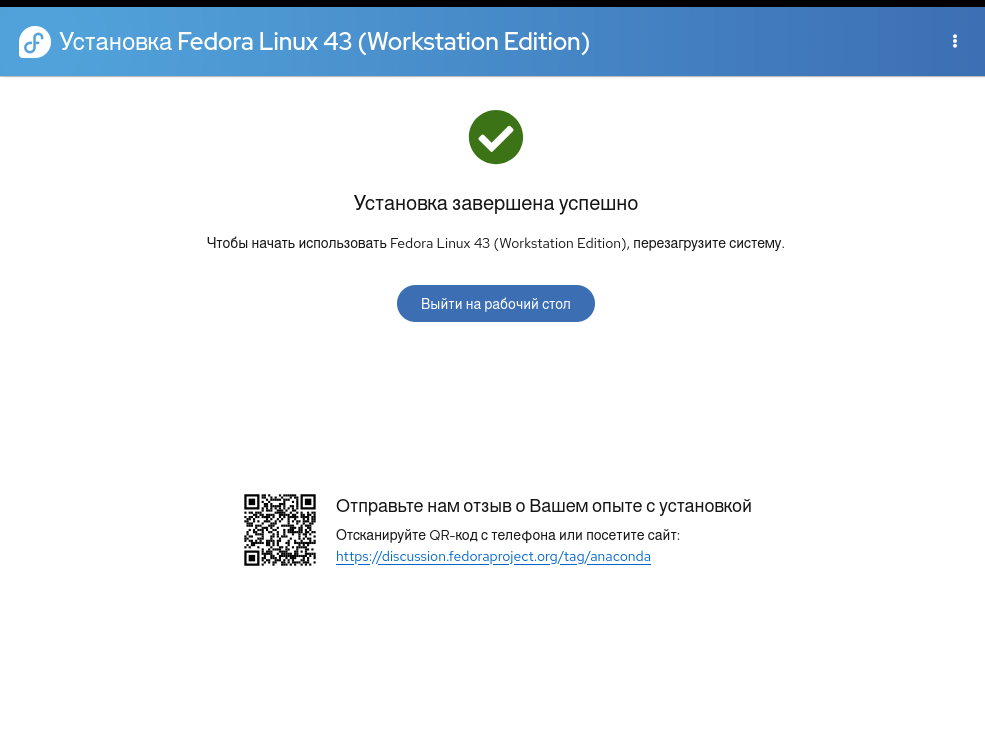 Установка Fedora Linux 43 (Workstation Edition)
Установка завершена успешно
Чтобы начать использовать Fedora Linux 43 (Workstation Edition), перезагрузите систему.
Выйти на рабочий стол
Отправьте нам отзыв о Вашем опыте с установкой
Отсканируйте QR-код с телефона или посетите сайт:
https://discussion.fedoraproject.org/tag/anaconda